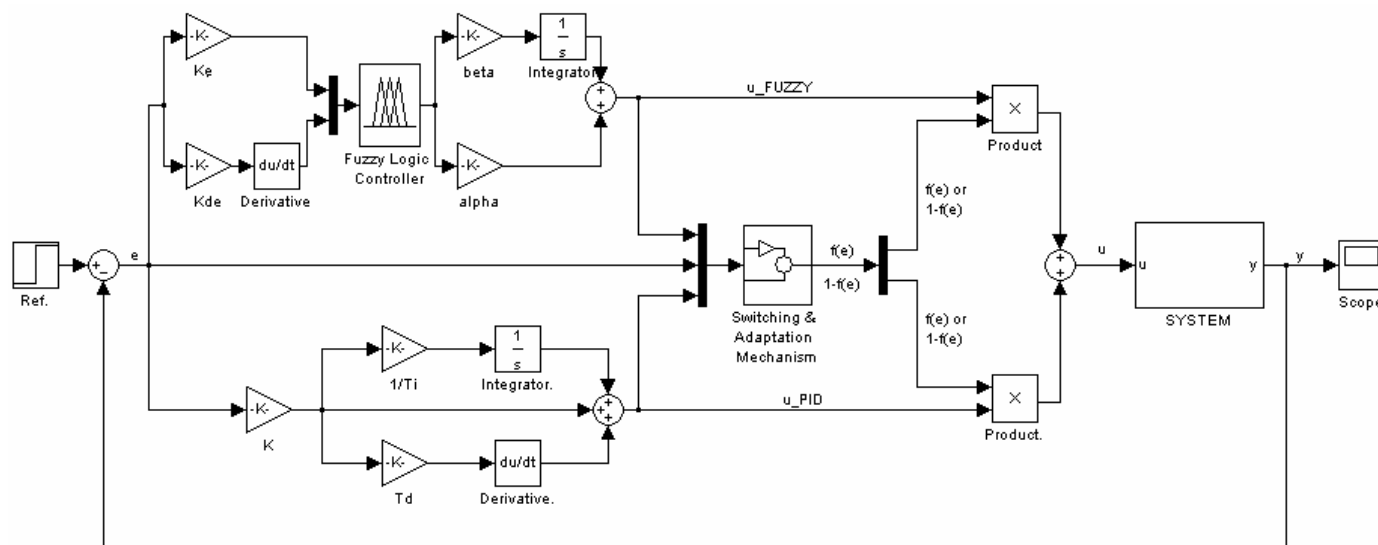 -K-
Ke
-K-
Kde
du/dt
Derivative
Fuzzy Logic
Controller
-K-
beta
1
s
Integrator
-K-
alpha
+
+
u_FUZZY
×
Product
f(e) or
1-f(e)
Ref.
+
-
e
Switching &
Adaptation
Mechanism
f(e)
1-f(e)
f(e) or
1-f(e)
+
+
u
u
y
SYSTEM
y
Scope
-K-
K
-K-
1/Ti
1
s
Integrator.
-K-
Td
du/dt
Derivative.
+
+
+
u_PID
×
Product.